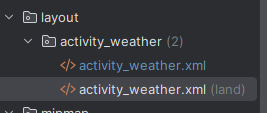 layout
activity_weather (2)
</> activity_weather.xml
</> activity_weather.xml (land)
mipmap